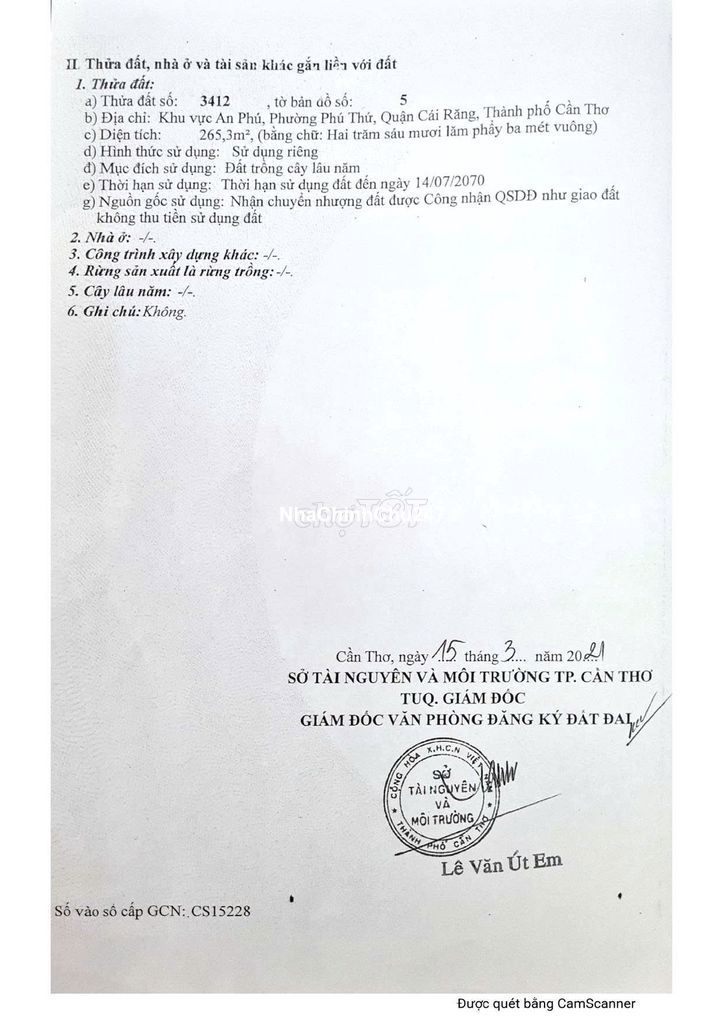 II. Thửa đất, nhà ở và tài sản khác gắn liền với đất
1. Thửa đất:
a) Thửa đất số: 3412 , tờ bản đồ số: 5
b) Địa chỉ: Khu vực An Phú, Phường Phú Thứ, Quận Cái Răng, Thành phố Cần Thơ
c) Diện tích: 265,3m², (bằng chữ: Hai trăm sáu mươi lăm phẩy ba mét vuông)
d) Hình thức sử dụng: Sử dụng riêng
đ) Mục đích sử dụng: Đất trồng cây lâu năm
e) Thời hạn sử dụng: Thời hạn sử dụng đất đến ngày 14/07/2070
g) Nguồn gốc sử dụng: Nhận chuyển nhượng đất được Công nhận QSDĐ như giao đất
không thu tiền sử dụng đất
2. Nhà ở: -/-.
3. Công trình xây dựng khác: -/-.
4. Rừng sản xuất là rừng trồng: -/-.
5. Cây lâu năm: -/-.
6. Ghi chú: Không.
chợTỐT
Cần Thơ, ngày 15 tháng 3 năm 2021
SỞ TÀI NGUYÊN VÀ MÔI TRƯỜNG TP. CẦN THƠ
TUQ. GIÁM ĐỐC
GIÁM ĐỐC VĂN PHÒNG ĐĂNG KÝ ĐẤT ĐAI
CỘNG HÒA X.H.C.N VIỆT NAM
SỞ
TÀI NGUYÊN
VÀ
MÔI TRƯỜNG
THÀNH PHỐ CẦN THƠ
Lê Văn Út Em
Số vào sổ cấp GCN: CS15228
Được quét bằng CamScanner